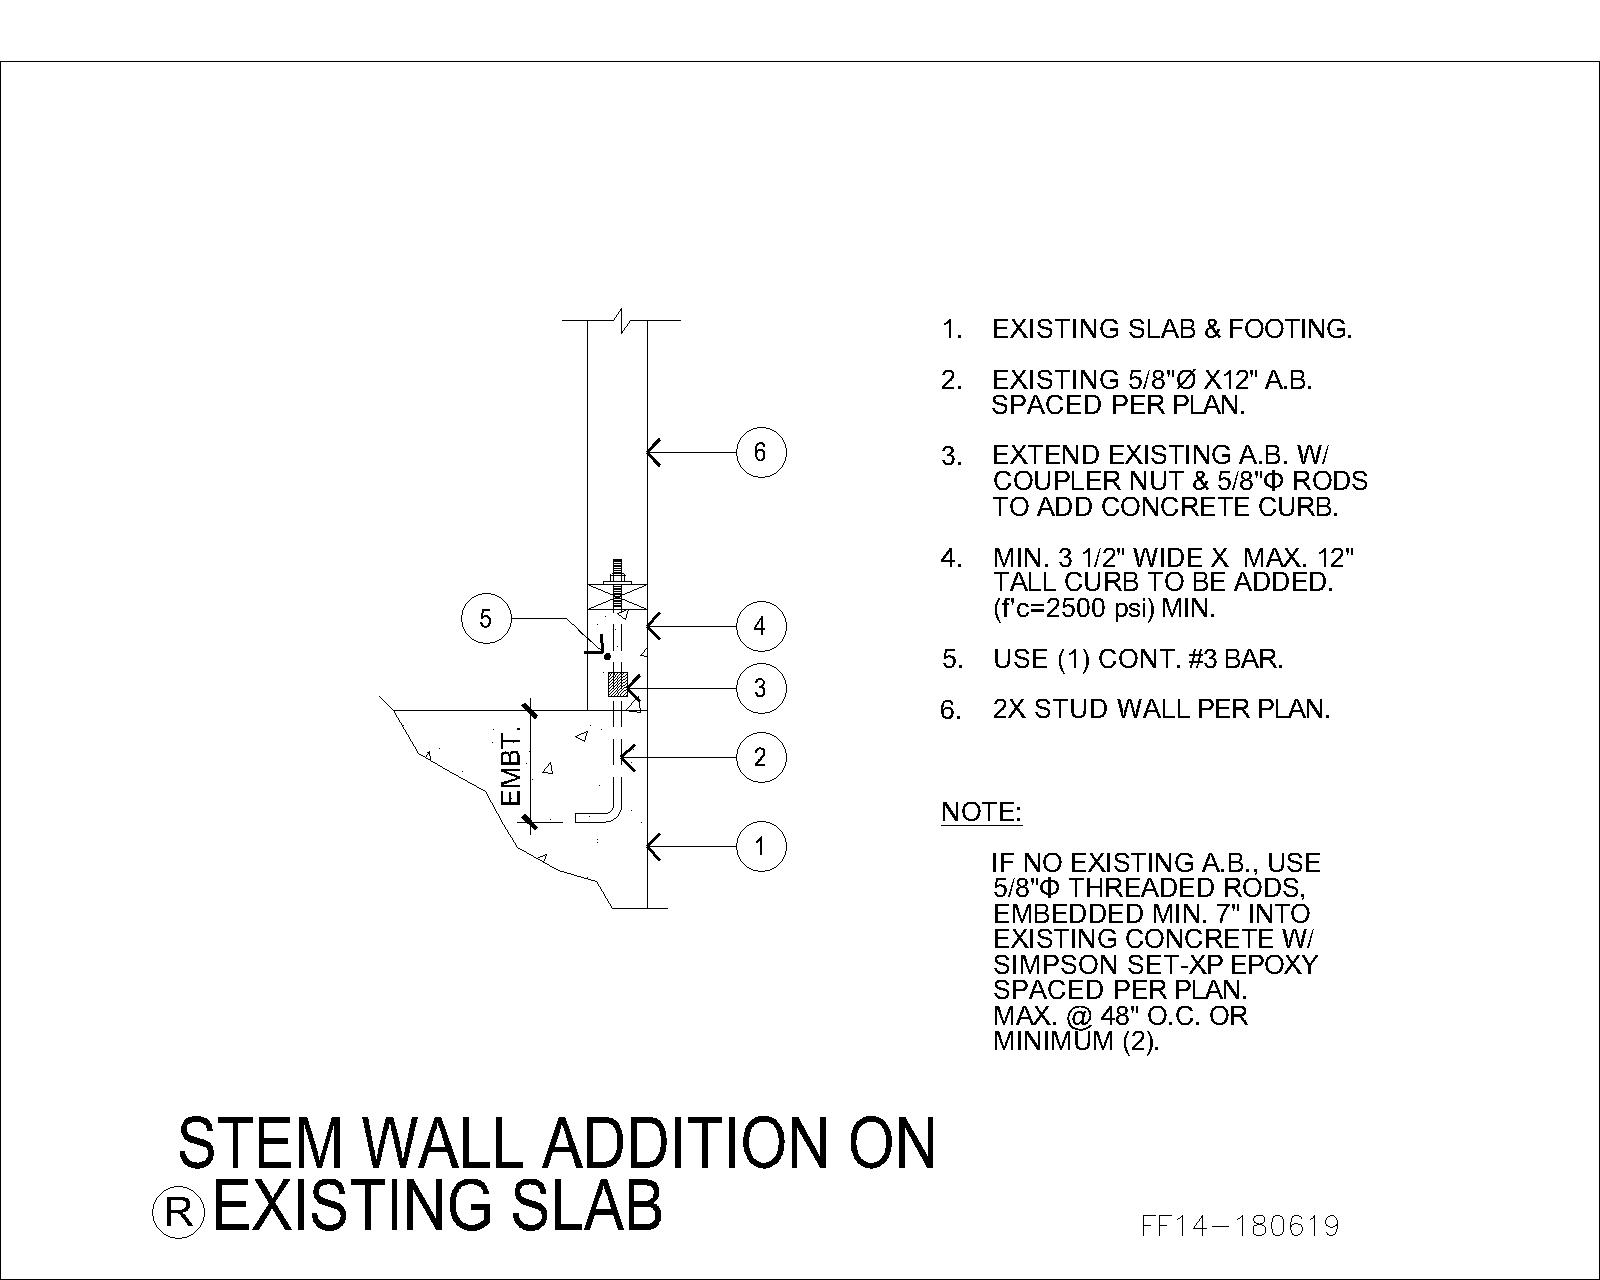 1. EXISTING SLAB & FOOTING.
2. EXISTING 5/8"Ø X12" A.B.
SPACED PER PLAN.
3. EXTEND EXISTING A.B. W/
COUPLER NUT & 5/8"Φ RODS
TO ADD CONCRETE CURB.
4. MIN. 3 1/2" WIDE X MAX. 12"
TALL CURB TO BE ADDED.
(f'c=2500 psi) MIN.
5. USE (1) CONT. #3 BAR.
6. 2X STUD WALL PER PLAN.
NOTE:
IF NO EXISTING A.B., USE
5/8"Φ THREADED RODS,
EMBEDDED MIN. 7" INTO
EXISTING CONCRETE W/
SIMPSON SET-XP EPOXY
SPACED PER PLAN.
MAX. @ 48" O.C. OR
MINIMUM (2).
6
5
4
3
2
1
EMBT.
STEM WALL ADDITION ON
R EXISTING SLAB
FF14-180619